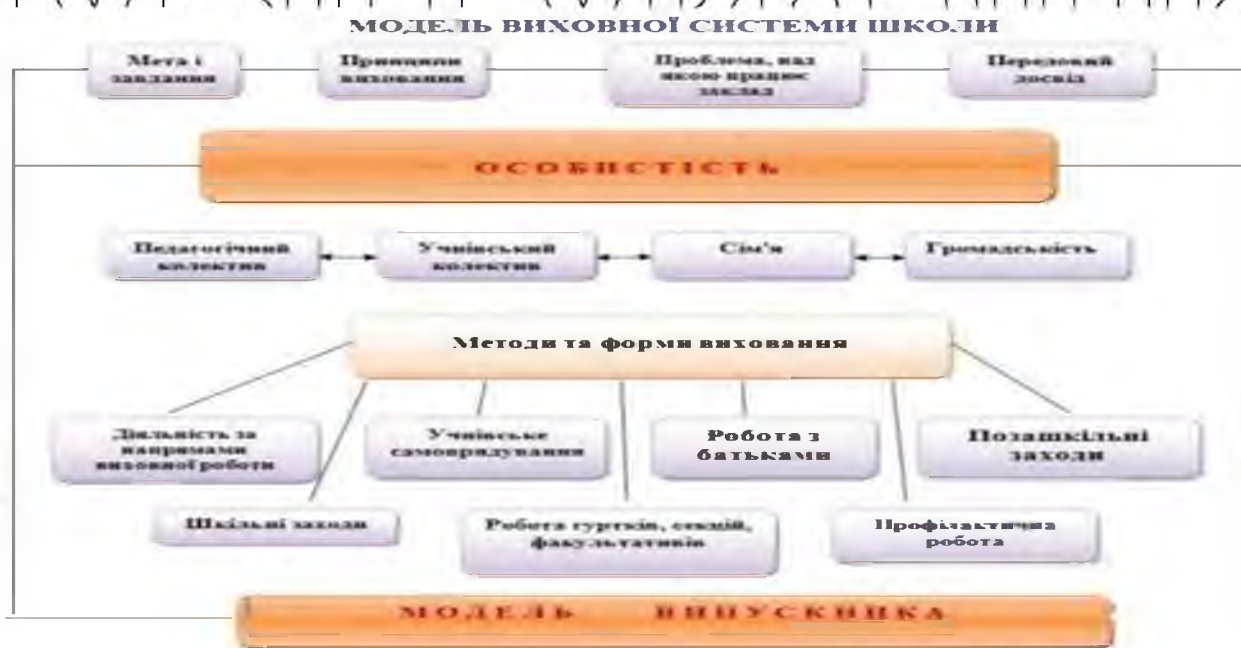 МОДЕЛЬ ВИХОВНОЇ СИСТЕМИ ШКОЛИ
Мета і
завдання
Принципи
виховання
Проблема, над
якою працює
заклад
Передовий
досвід
ОСОБИСТІСТЬ
Педагогічний
колектив
Учнівський
колектив
Сім'я
Громадськість
Методи та форми виховання
Діяльність за
напрямами
виховної роботи
Учнівське
самоврядування
Робота з
батьками
Позашкільні
заходи
Шкільні заходи
Робота гуртків, секцій,
факультативів
Профілактична
робота
МОДЕЛЬ ВИПУСКНИКА